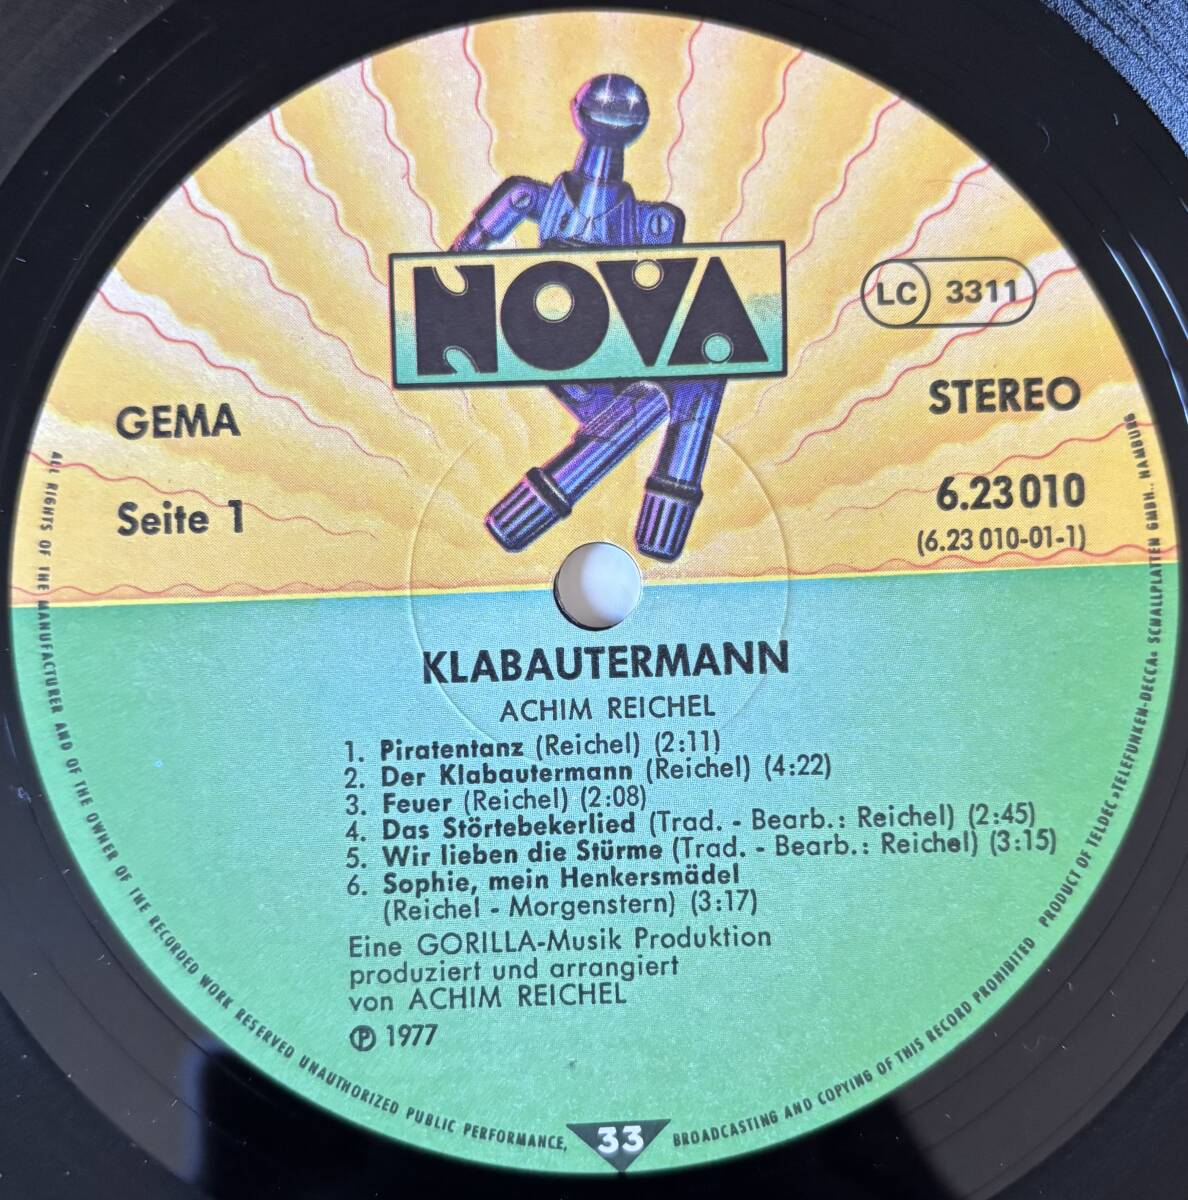 NOVA
LC 3311
GEMA
STEREO
Seite 1
6.23 010
(6.23 010-01-1)
KLABAUTERMANN
ACHIM REICHEL
1. Piratentanz (Reichel) (2:11)
2. Der Klabautermann (Reichel) (4:22)
3. Feuer (Reichel) (2:08)
4. Das Störtebekerlied (Trad. - Bearb.: Reichel) (2:45)
5. Wir lieben die Stürme (Trad. - Bearb.: Reichel) (3:15)
6. Sophie, mein Henkersmädel
(Reichel - Morgenstern) (3:17)
Eine GORILLA-Musik Produktion
produziert und arrangiert
von ACHIM REICHEL
℗ 1977
ALL RIGHTS OF THE MANUFACTURER AND OF THE OWNER OF THE RECORDED WORK RESERVED UNAUTHORIZED PUBLIC PERFORMANCE, BROADCASTING AND COPYING OF THIS RECORD PROHIBITED PRODUCT OF TELDEC »TELEFUNKEN-DECCA« SCHALLPLATTEN GMBH., HAMBURG
33